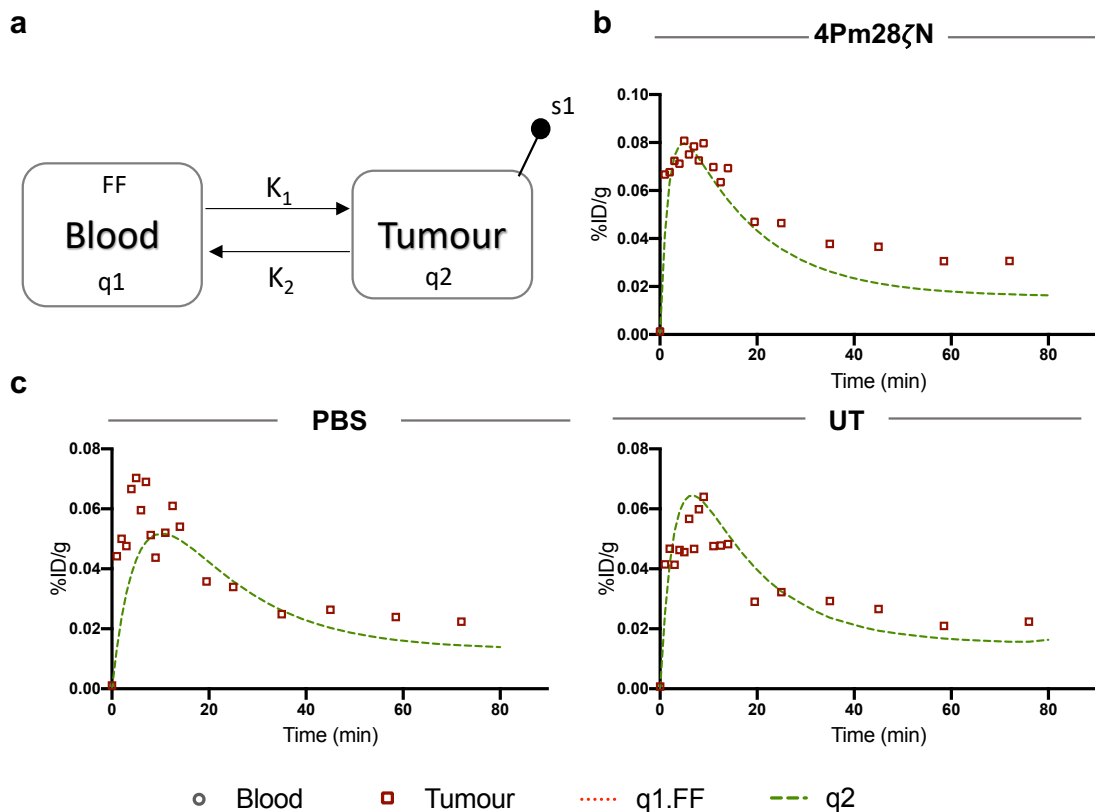 a
FF
Blood
q1
K1
K2
s1
Tumour
q2
b
4Pm28ζN
%ID/g
0.10
0.08
0.06
0.04
0.02
0.00
0 20 40 60 80
Time (min)
c
PBS
%ID/g
0.08
0.06
0.04
0.02
0.00
0 20 40 60 80
Time (min)
UT
%ID/g
0.08
0.06
0.04
0.02
0.00
0 20 40 60 80
Time (min)
Blood Tumour q1.FF q2